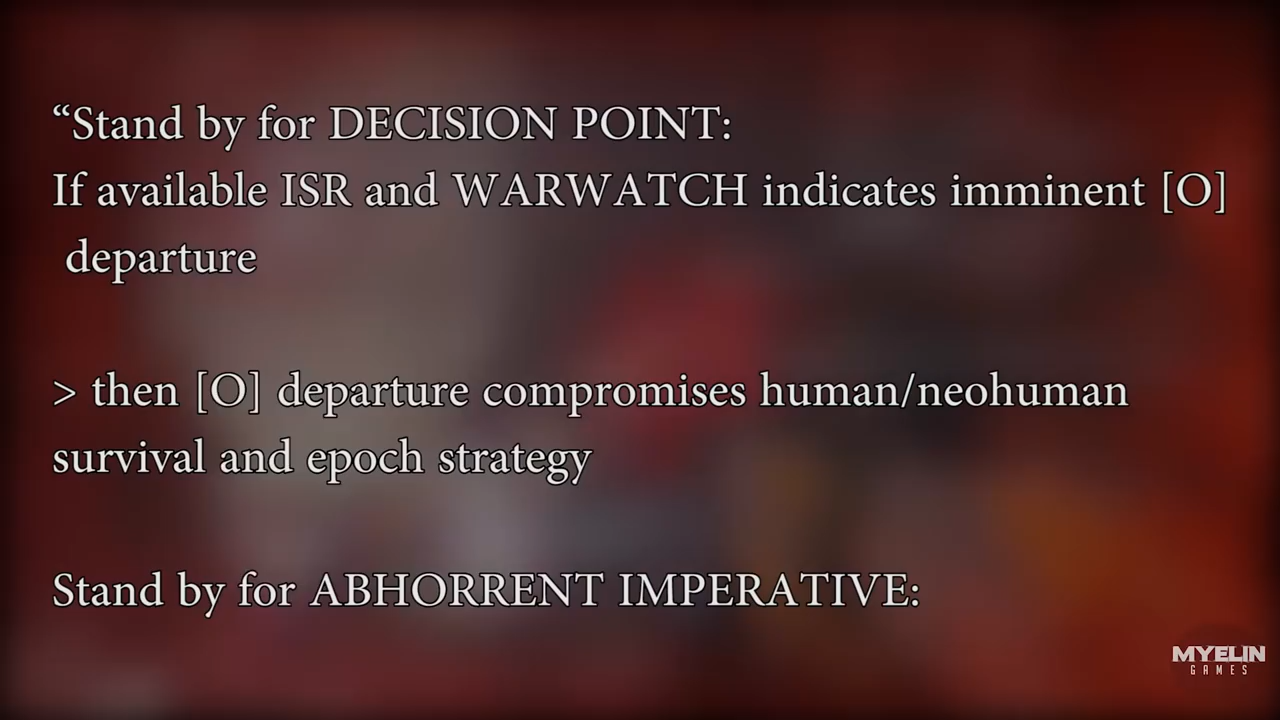 “Stand by for DECISION POINT:
If available ISR and WARWATCH indicates imminent [O]
departure
> then [O] departure compromises human/neohuman
survival and epoch strategy
Stand by for ABHORRENT IMPERATIVE:
MYELIN
GAMES